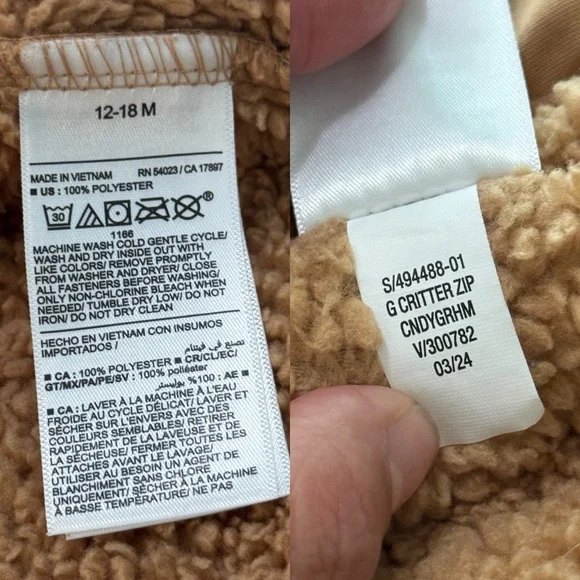 12-18 M
MADE IN VIETNAM RN 54023 / CA 17897
■ US : 100% POLYESTER
30
®
1166
MACHINE WASH COLD GENTLE CYCLE/
WASH AND DRY INSIDE OUT WITH
LIKE COLORS/ REMOVE PROMPTLY
FROM WASHER AND DRYER/ CLOSE
ALL FASTENERS BEFORE WASHING/
ONLY NON-CHLORINE BLEACH WHEN
NEEDED/ TUMBLE DRY LOW/ DO NOT
IRON/ DO NOT DRY CLEAN
HECHO EN VIETNAM CON INSUMOS
IMPORTADOS / صنع في فيتنام
■ CA : 100% POLYESTER ■ CR/CL/EC/
GT/MX/PA/PE/SV : 100% poliéster
■ AE : 100% بوليستر
■ CA : LAVER À LA MACHINE À L'EAU
FROIDE AU CYCLE DÉLICAT/ LAVER ET
SÉCHER SUR L'ENVERS AVEC DES
COULEURS SEMBLABLES/ RETIRER
RAPIDEMENT DE LA LAVEUSE ET DE LA
SÉCHEUSE/ FERMER TOUTES LES
ATTACHES AVANT LE LAVAGE/
UTILISER AU BESOIN UN AGENT DE
BLANCHIMENT SANS CHLORE
UNIQUEMENT/ SÉCHER À LA MACHINE
À BASSE TEMPÉRATURE/ NE PAS
S/494488-01
G CRITTER ZIP
CNDYGRHM
V/300782
03/24